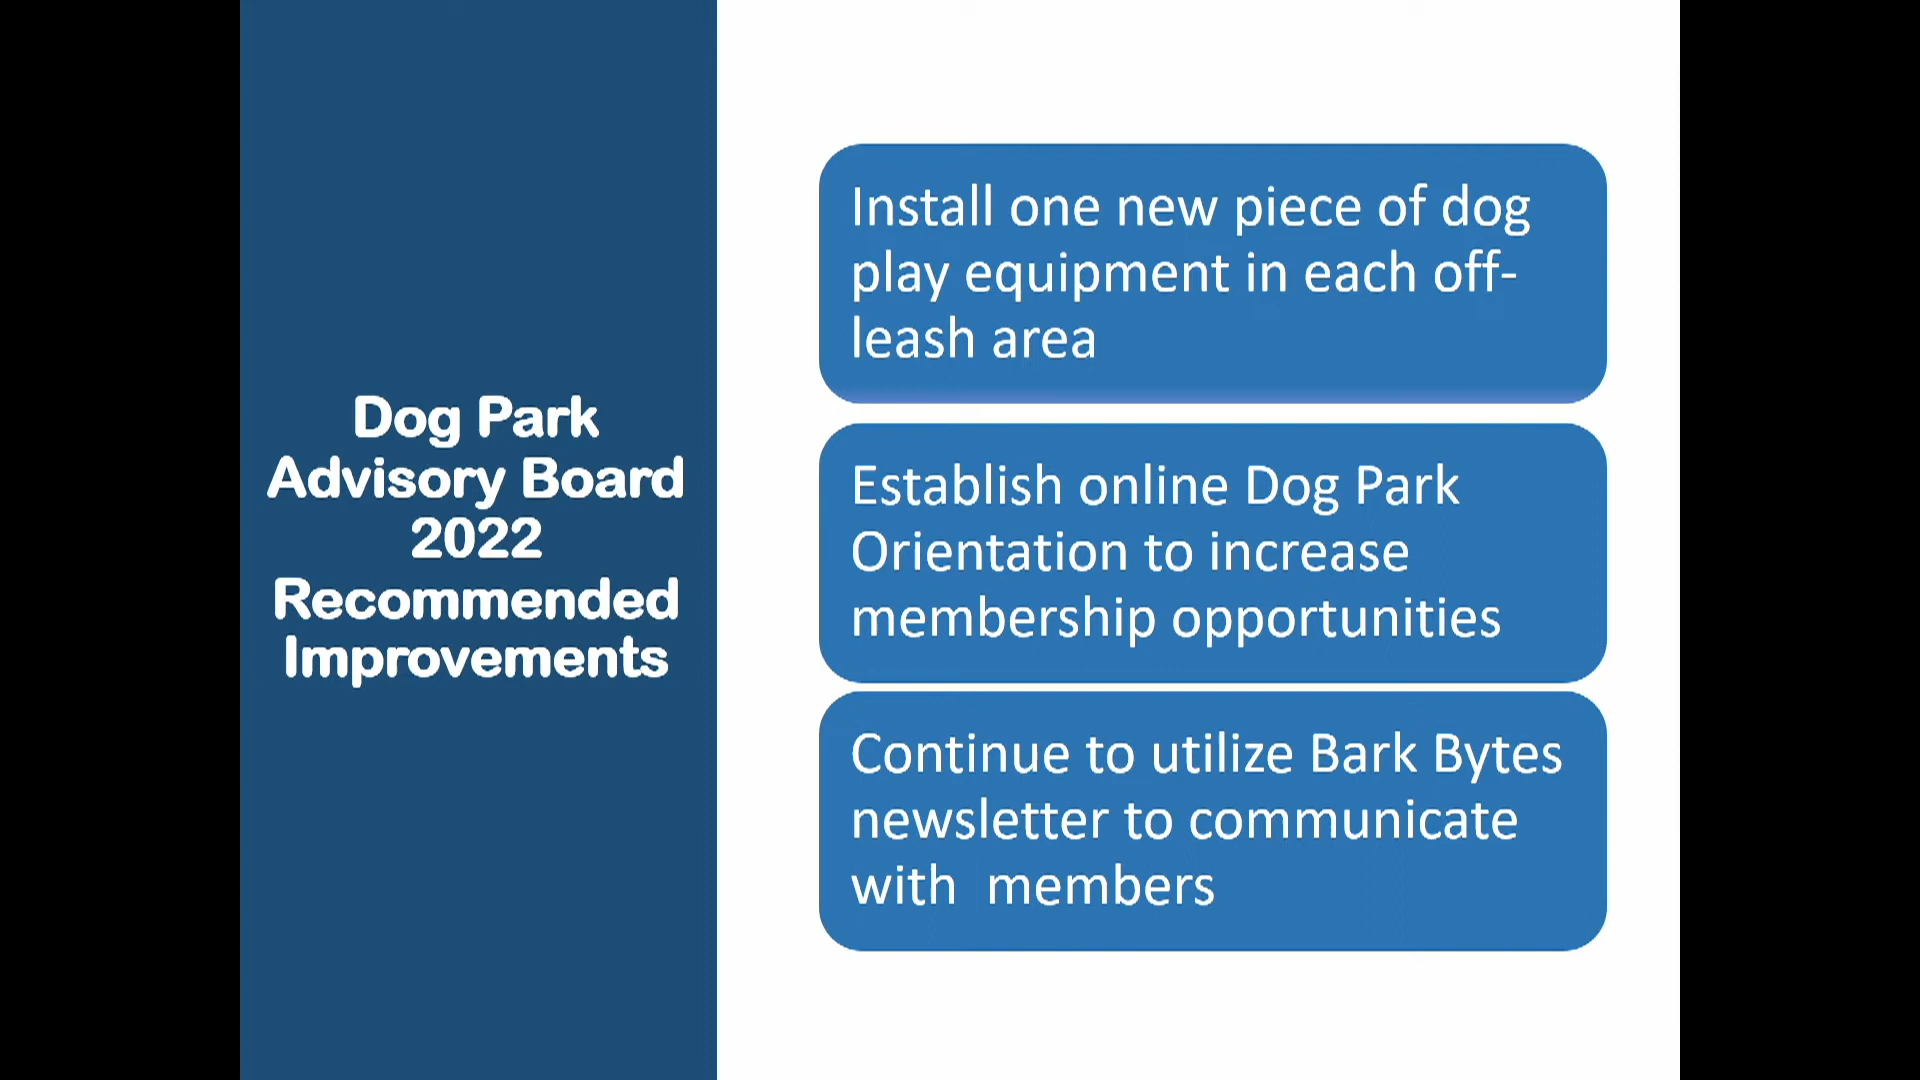 Dog Park
Advisory Board
2022
Recommended
Improvements
Install one new piece of dog
play equipment in each off-
leash area
Establish online Dog Park
Orientation to increase
membership opportunities
Continue to utilize Bark Bytes
newsletter to communicate
with  members